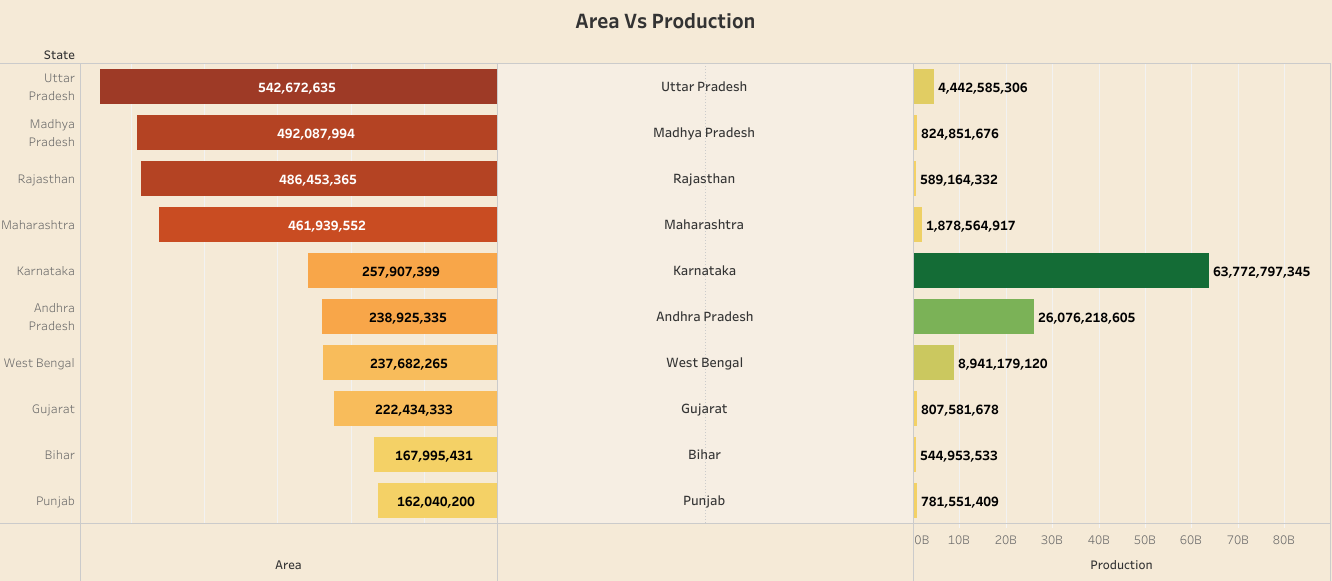 Area Vs Production
State
Uttar
Pradesh
542,672,635
Uttar Pradesh
4,442,585,306
Madhya
Pradesh
492,087,994
Madhya Pradesh
824,851,676
Rajasthan
486,453,365
Rajasthan
589,164,332
Maharashtra
461,939,552
Maharashtra
1,878,564,917
Karnataka
257,907,399
Karnataka
63,772,797,345
Andhra
Pradesh
238,925,335
Andhra Pradesh
26,076,218,605
West Bengal
237,682,265
West Bengal
8,941,179,120
Gujarat
222,434,333
Gujarat
807,581,678
Bihar
167,995,431
Bihar
544,953,533
Punjab
162,040,200
Punjab
781,551,409
0B 10B 20B 30B 40B 50B 60B 70B 80B
Area
Production